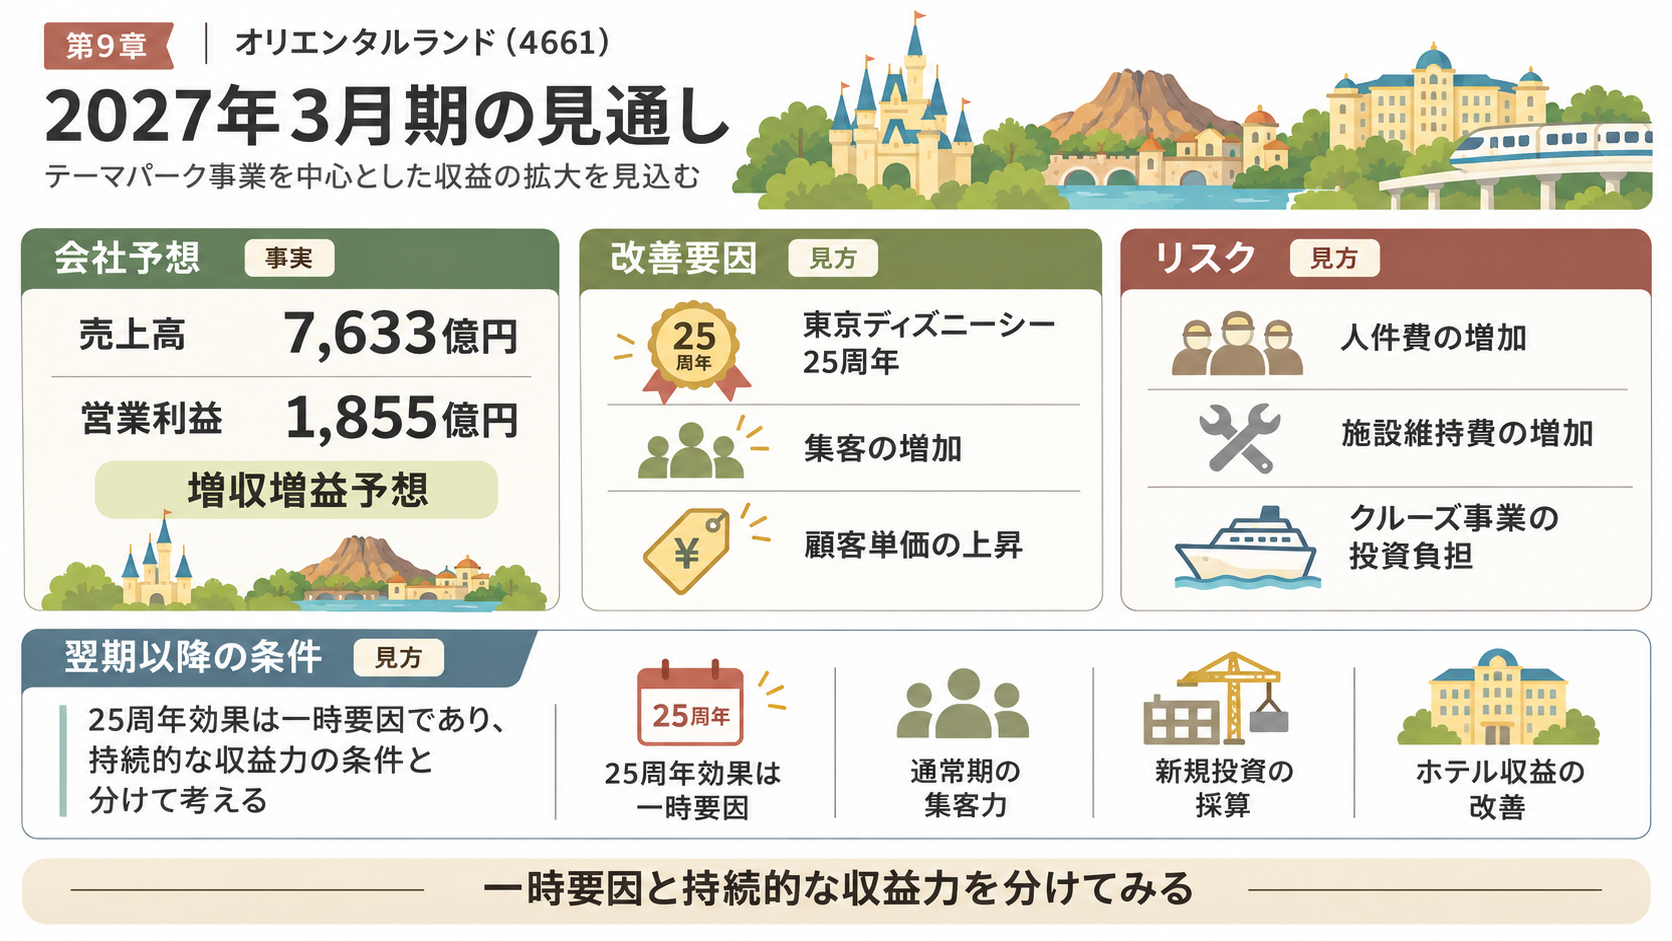 第9章
オリエンタルランド（4661）
2027年3月期の見通し
テーマパーク事業を中心とした収益の拡大を見込む
会社予想
事実
売上高
7,633億円
営業利益
1,855億円
増収増益予想
改善要因
見方
25
周年
東京ディズニーシー
25周年
集客の増加
¥
顧客単価の上昇
リスク
見方
人件費の増加
施設維持費の増加
クルーズ事業の
投資負担
翌期以降の条件
見方
25周年効果は一時要因であり、
持続的な収益力の条件と
分けて考える
25周年
25周年効果は
一時要因
通常期の
集客力
新規投資の
採算
ホテル収益の
改善
一時要因と持続的な収益力を分けてみる